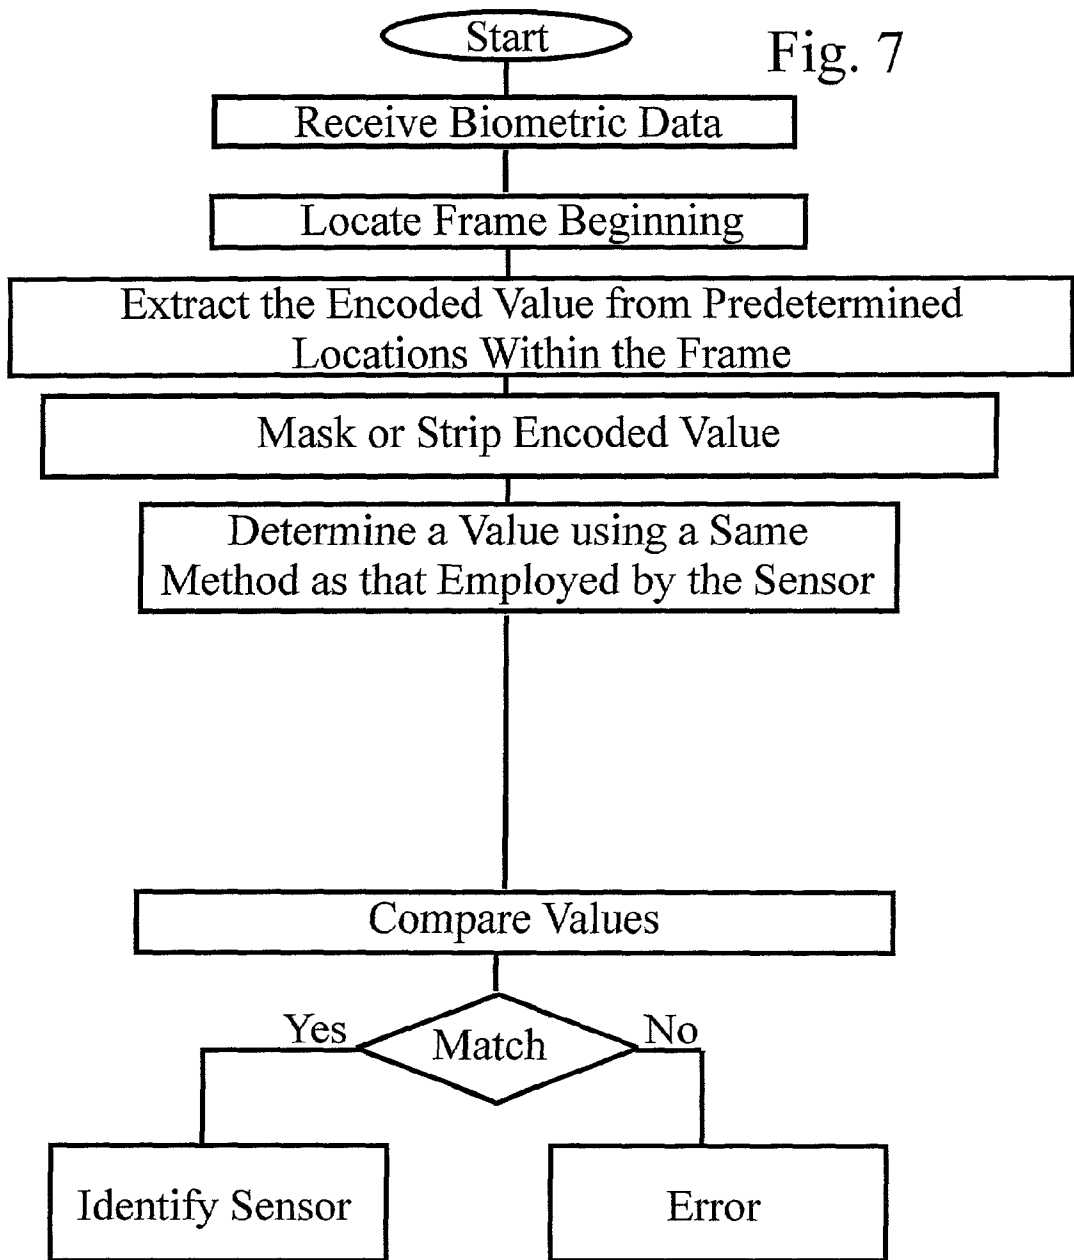 Start
Fig. 7
Receive Biometric Data
Locate Frame Beginning
Extract the Encoded Value from Predetermined
Locations Within the Frame
Mask or Strip Encoded Value
Determine a Value using a Same
Method as that Employed by the Sensor
Compare Values
Yes
Match
No
Identify Sensor
Error